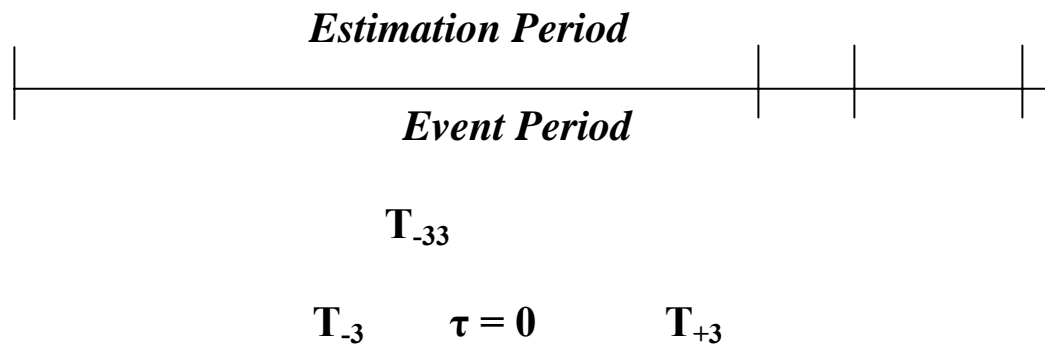 Estimation Period
Event Period
T-33
T-3 τ = 0 T+3